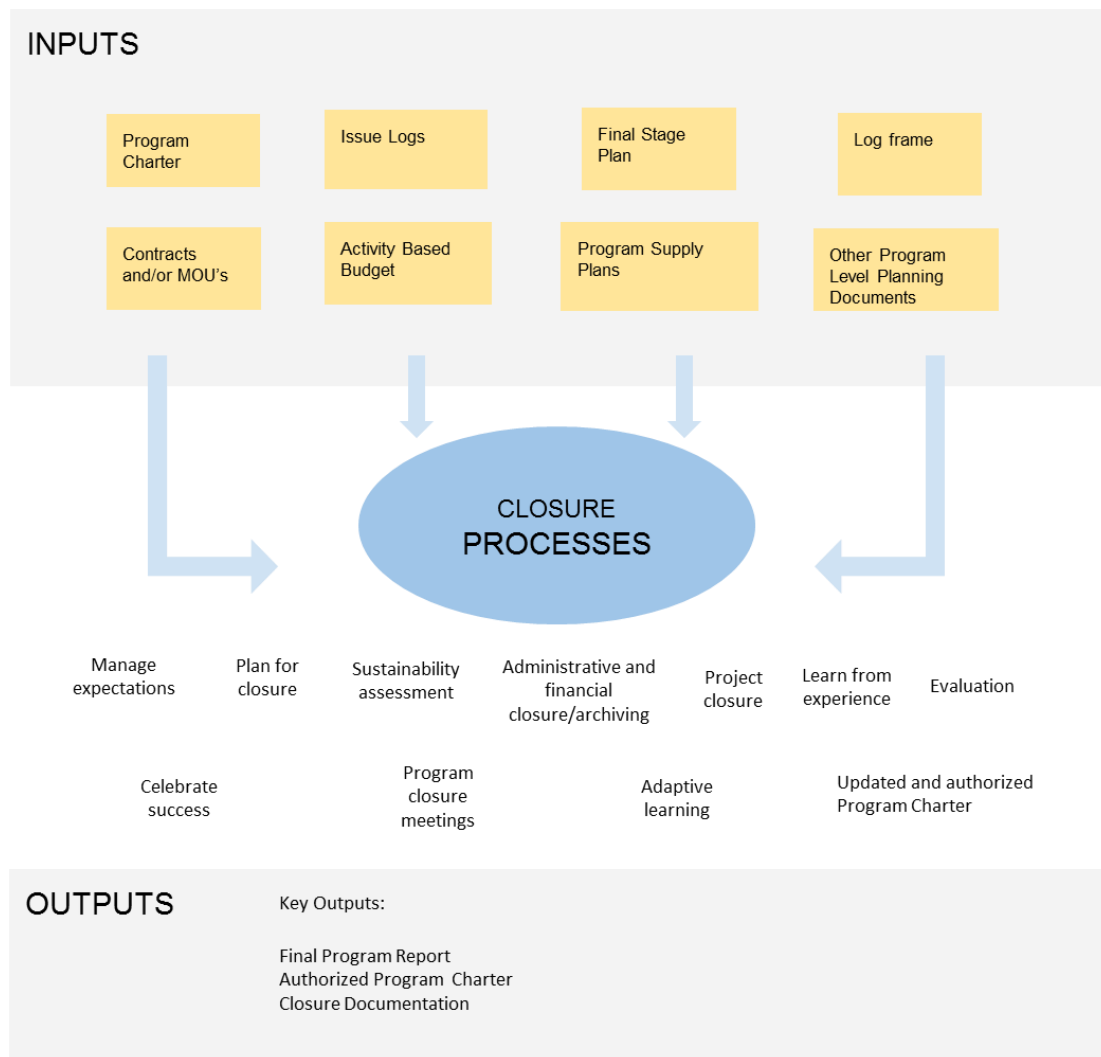 INPUTS
Program
Charter
Issue Logs
Final Stage
Plan
Log frame
Contracts
and/or MOU's
Activity Based
Budget
Program Supply
Plans
Other Program
Level Planning
Documents
CLOSURE
PROCESSES
Manage
expectations
Plan for
closure
Sustainability
assessment
Administrative and
financial
closure/archiving
Project
closure
Learn from
experience
Evaluation
Celebrate
success
Program
closure
meetings
Adaptive
learning
Updated and authorized
Program Charter
OUTPUTS
Key Outputs:
Final Program Report
Authorized Program Charter
Closure Documentation